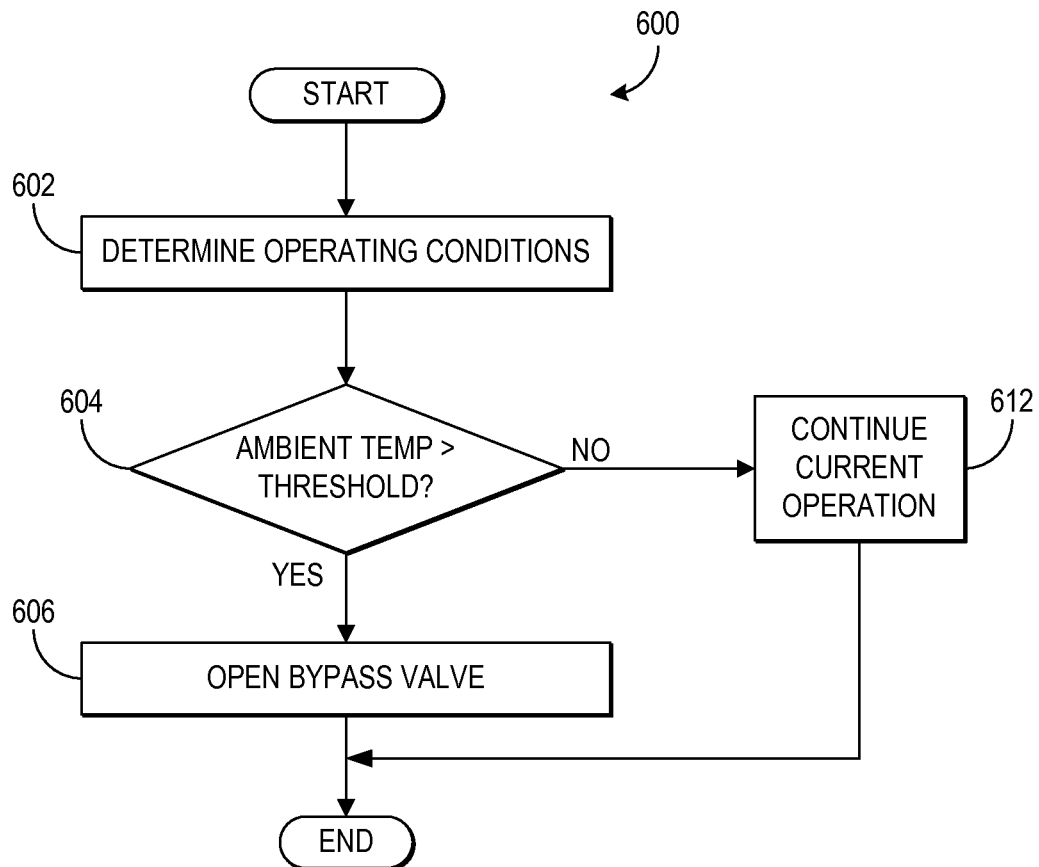 600
START
602
DETERMINE OPERATING CONDITIONS
604
AMBIENT TEMP >
THRESHOLD?
NO
CONTINUE
CURRENT
OPERATION
612
YES
606
OPEN BYPASS VALVE
END